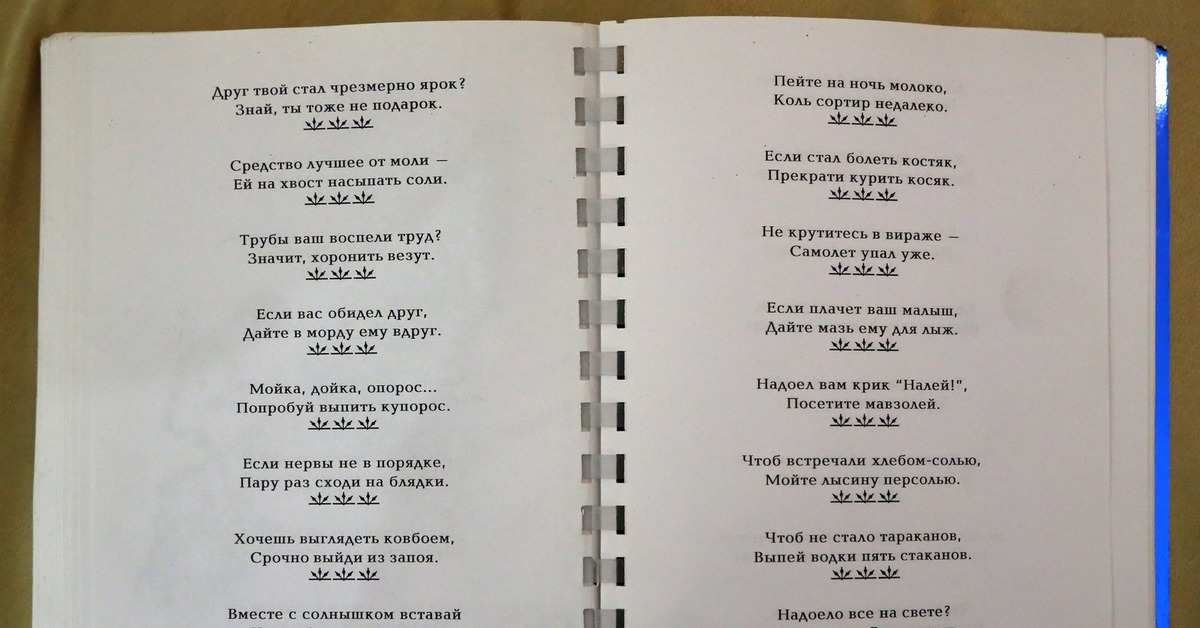 Друг твой стал чрезмерно ярок?
Знай, ты тоже не подарок.
Средство лучшее от моли —
Ей на хвост насыпать соли.
Трубы ваш воспели труд?
Значит, хоронить везут.
Если вас обидел друг,
Дайте в морду ему вдруг.
Мойка, дойка, опорос...
Попробуй выпить купорос.
Если нервы не в порядке,
Пару раз сходи на блядки.
Хочешь выглядеть ковбоем,
Срочно выйди из запоя.
Вместе с солнышком вставай
Пейте на ночь молоко,
Коль сортир недалеко.
Если стал болеть костяк,
Прекрати курить косяк.
Не крутитесь в вираже —
Самолет упал уже.
Если плачет ваш малыш,
Дайте мазь ему для лыж.
Надоел вам крик “Налей!”,
Посетите мавзолей.
Чтоб встречали хлебом-солью,
Мойте лысину персолью.
Чтоб не стало тараканов,
Выпей водки пять стаканов.
Надоело все на свете?